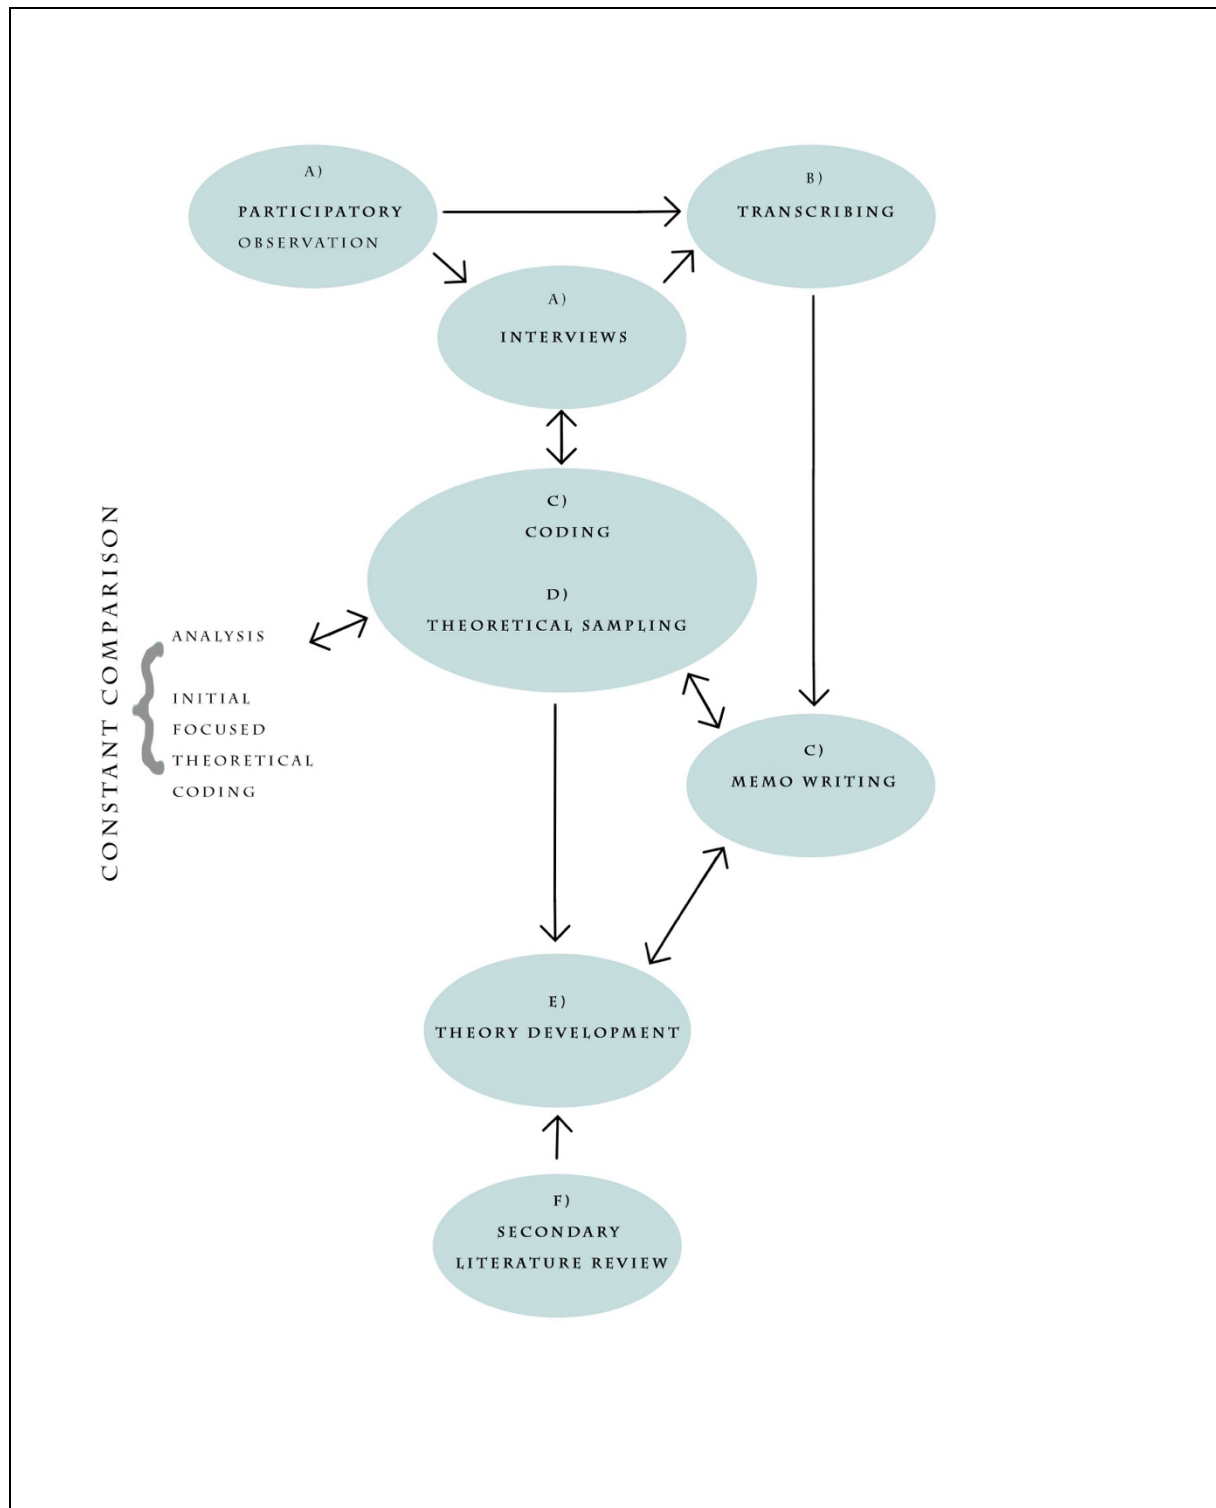 A)
PARTICIPATORY
OBSERVATION
B)
TRANSCRIBING
A)
INTERVIEWS
C)
CODING
D)
THEORETICAL SAMPLING
CONSTANT COMPARISON
ANALYSIS
INITIAL
FOCUSED
THEORETICAL
CODING
C)
MEMO WRITING
E)
THEORY DEVELOPMENT
F)
SECONDARY
LITERATURE REVIEW